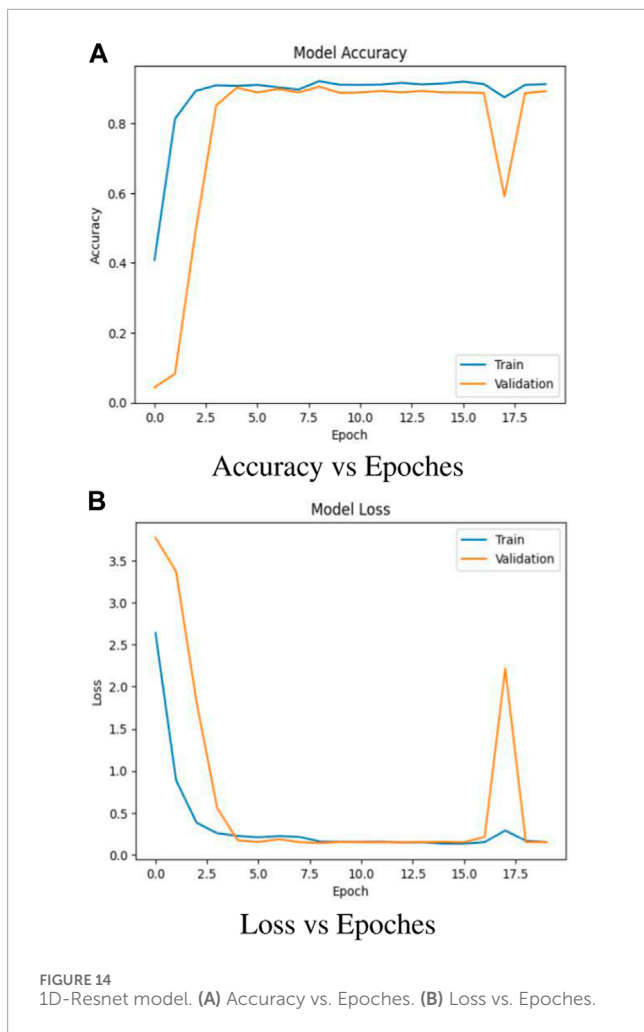 A
Model Accuracy
0.8
0.6
0.4
0.2
0.0
Accuracy
Train
Validation
0.0 2.5 5.0 7.5 10.0 12.5 15.0 17.5
Epoch
Accuracy vs Epoches
B
Model Loss
3.5
3.0
2.5
2.0
1.5
1.0
0.5
0.0
Loss
Train
Validation
0.0 2.5 5.0 7.5 10.0 12.5 15.0 17.5
Epoch
Loss vs Epoches
FIGURE 14
1D-Resnet model. (A) Accuracy vs. Epoches. (B) Loss vs. Epoches.